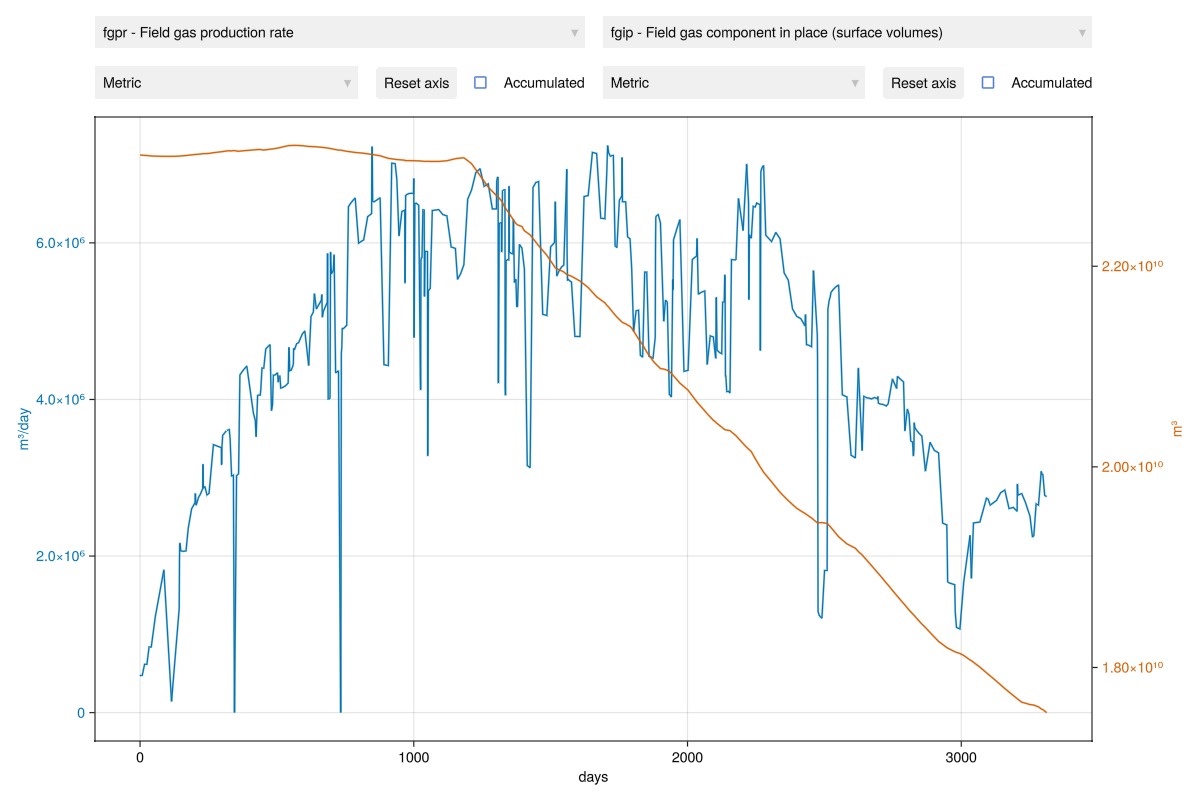 fgpr - Field gas production rate ▼ fgip - Field gas component in place (surface volumes) ▼
Metric ▼ Reset axis Accumulated Metric ▼ Reset axis Accumulated
6.0×10⁶
2.20×10¹⁰
4.0×10⁶
m³/day
m³
2.00×10¹⁰
2.0×10⁶
1.80×10¹⁰
0
0 1000 2000 3000
days